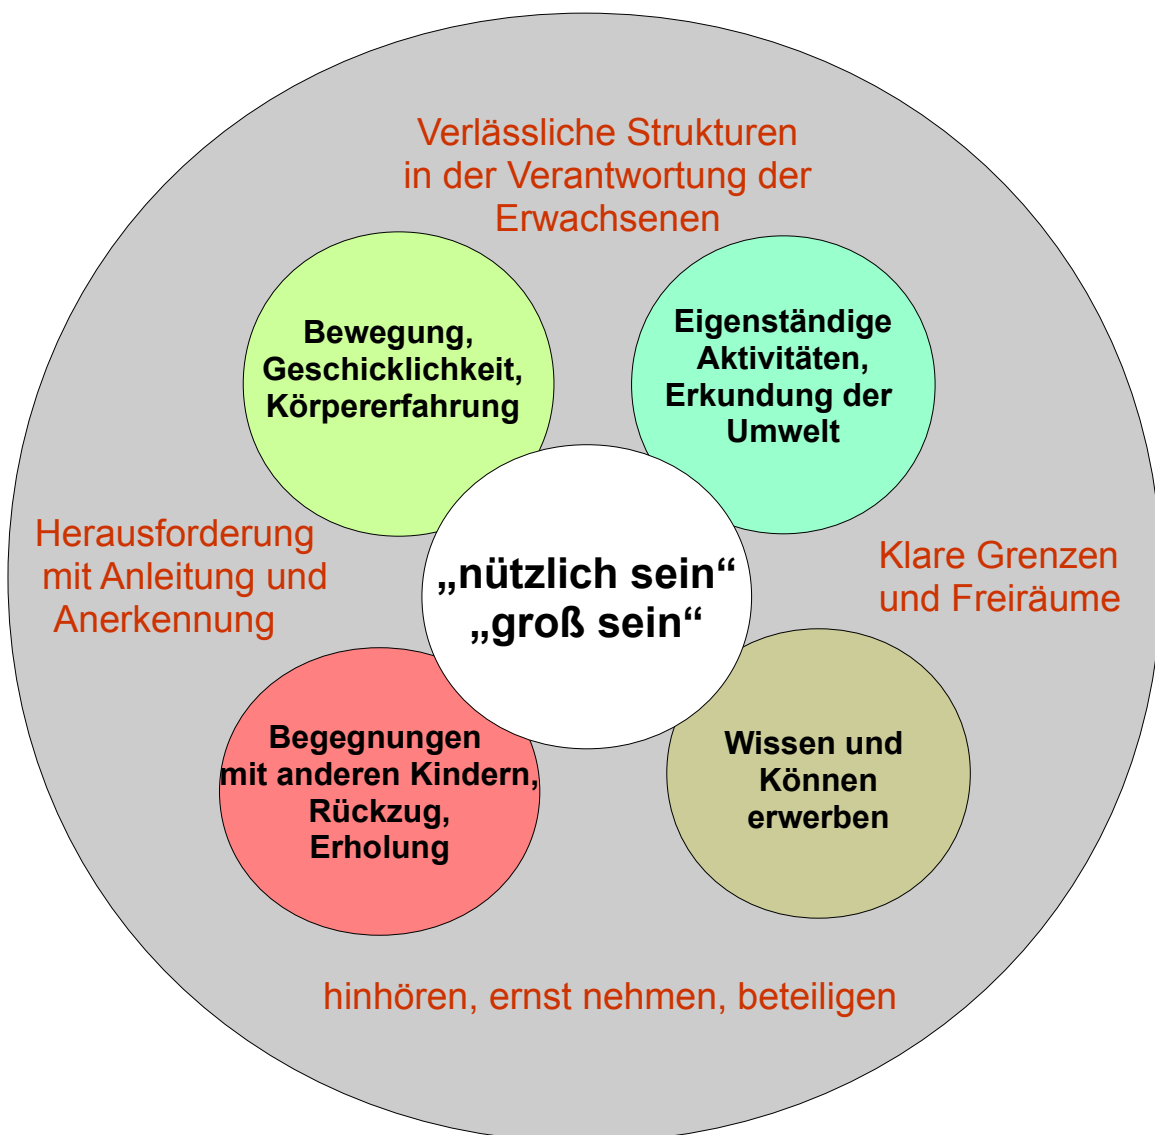 Verlässliche Strukturen
in der Verantwortung der
Erwachsenen
Bewegung,
Geschicklichkeit,
Körpererfahrung
Eigenständige
Aktivitäten,
Erkundung der
Umwelt
Herausforderung
mit Anleitung und
Anerkennung
„nützlich sein“
„groß sein“
Klare Grenzen
und Freiräume
Begegnungen
mit anderen Kindern,
Rückzug,
Erholung
Wissen und
Können
erwerben
hinhören, ernst nehmen, beteiligen